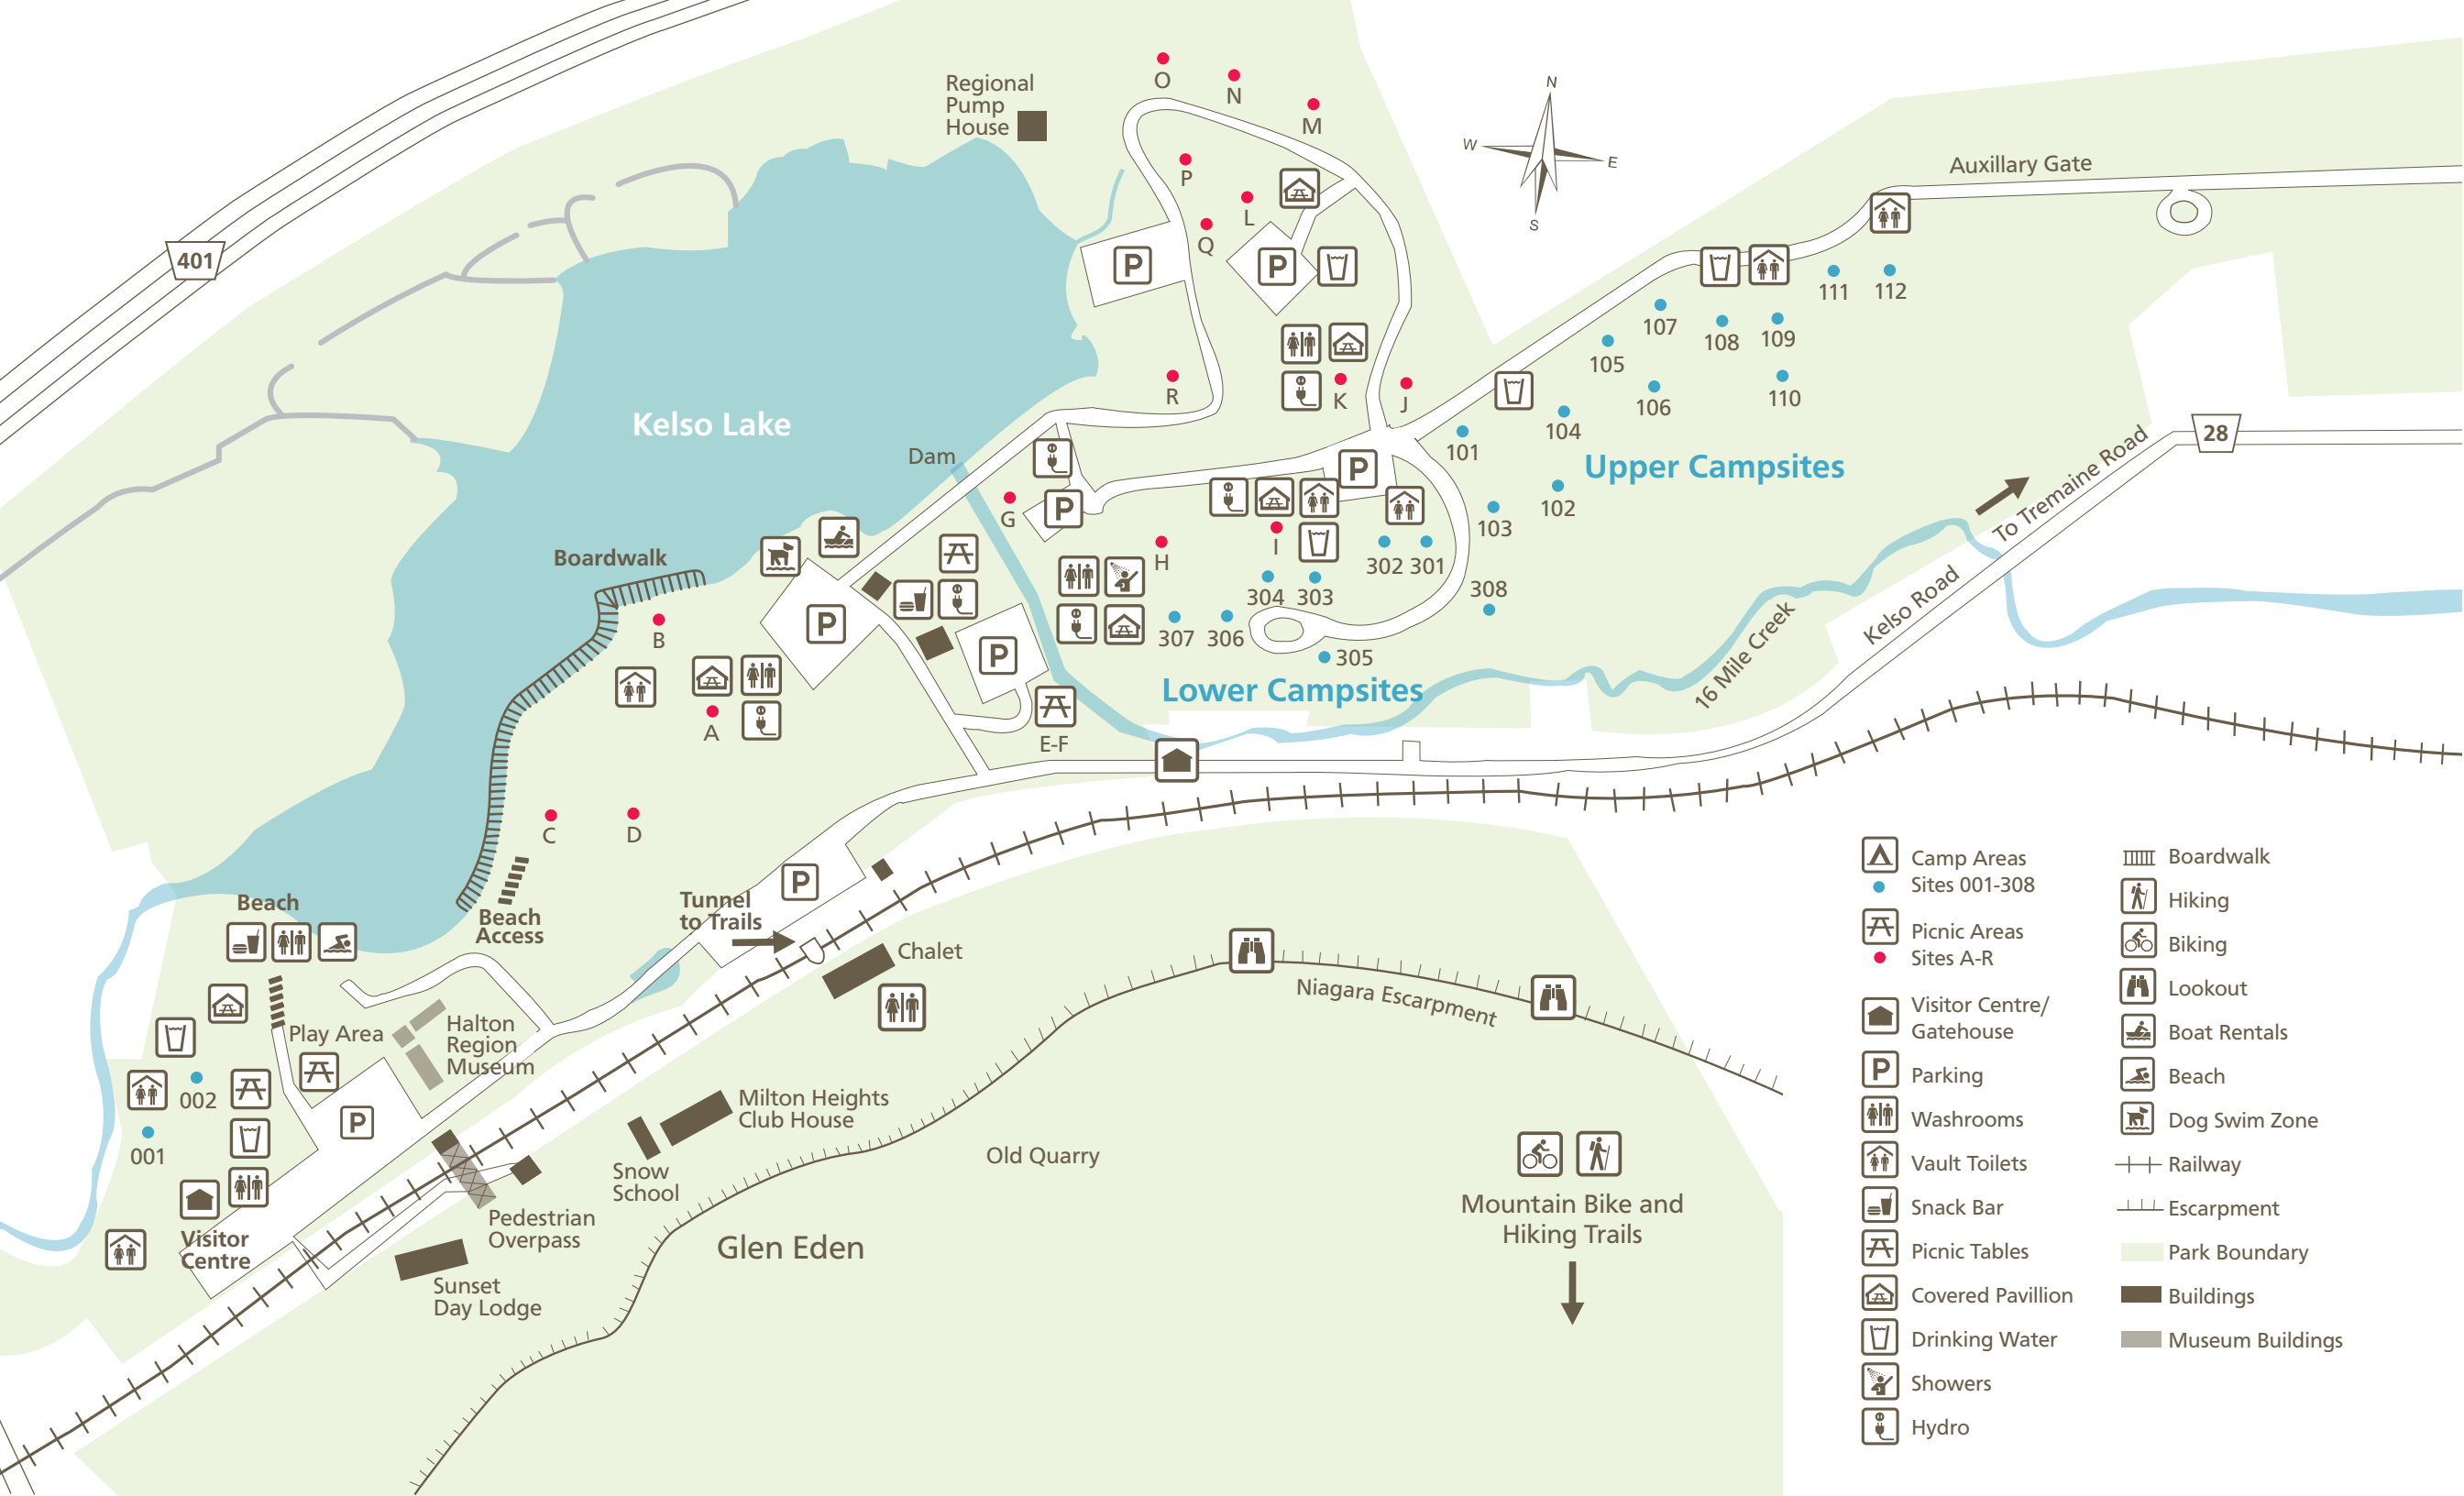 Regional
Pump
House
O
N
M
P
L
Q
R
K
J
N
W
E
S
P
P
Auxillary Gate
401
Kelso Lake
Dam
G
P
P
H
I
101
102
103
104
105
106
107
108
109
110
111
112
Upper Campsites
28
To Tremaine Road
Kelso Road
16 Mile Creek
302 301
304 303
308
307 306
305
Lower Campsites
Boardwalk
B
A
P
P
E-F
C
D
P
Tunnel
to Trails
Beach
Beach
Access
Play Area
Halton
Region
Museum
002
001
P
Visitor
Centre
Chalet
Milton Heights
Club House
Snow
School
Pedestrian
Overpass
Sunset
Day Lodge
Glen Eden
Old Quarry
Niagara Escarpment
Mountain Bike and
Hiking Trails
Camp Areas
Sites 001-308
Picnic Areas
Sites A-R
Visitor Centre/
Gatehouse
P
Parking
Washrooms
Vault Toilets
Snack Bar
Picnic Tables
Covered Pavillion
Drinking Water
Showers
Hydro
Boardwalk
Hiking
Biking
Lookout
Boat Rentals
Beach
Dog Swim Zone
Railway
Escarpment
Park Boundary
Buildings
Museum Buildings